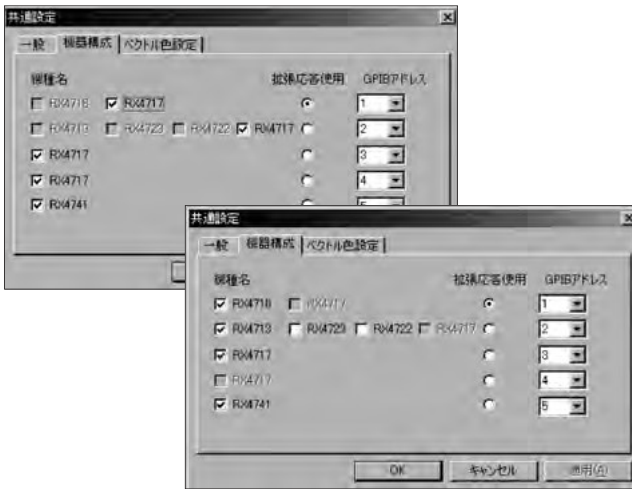 共通設定
一般 機器構成 ベクトル色設定
機種名 拡張応答使用 GPIBアドレス
RX4718 RX4717 1
RX4713 RX4723 RX4722 RX4717 2
RX4717 3
RX4717 4
RX4741
共通設定
一般 機器構成 ベクトル色設定
機種名 拡張応答使用 GPIBアドレス
RX4718 RX4717 1
RX4713 RX4723 RX4722 RX4717 2
RX4717 3
RX4717 4
RX4741 5
OK キャンセル 適用(A)